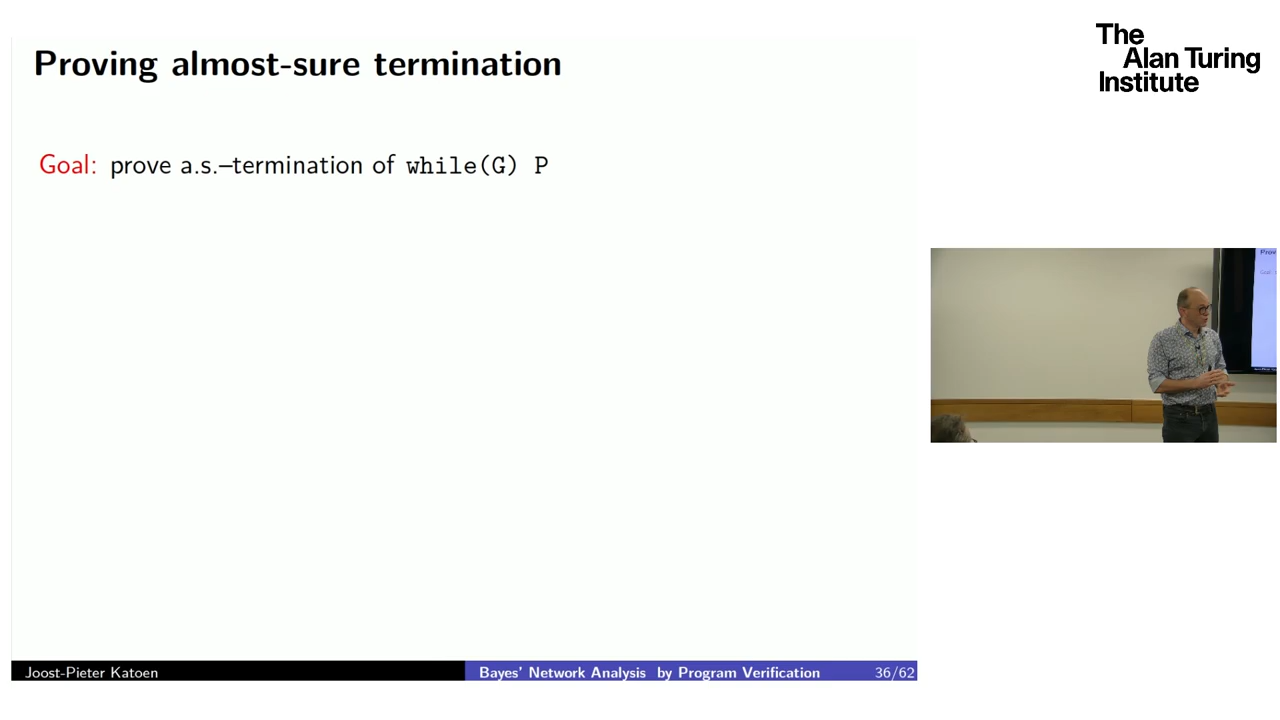 Proving almost-sure termination
The
Alan Turing
Institute
Goal: prove a.s.–termination of while(G) P
Joost-Pieter Katoen
Bayes' Network Analysis by Program Verification
36/62